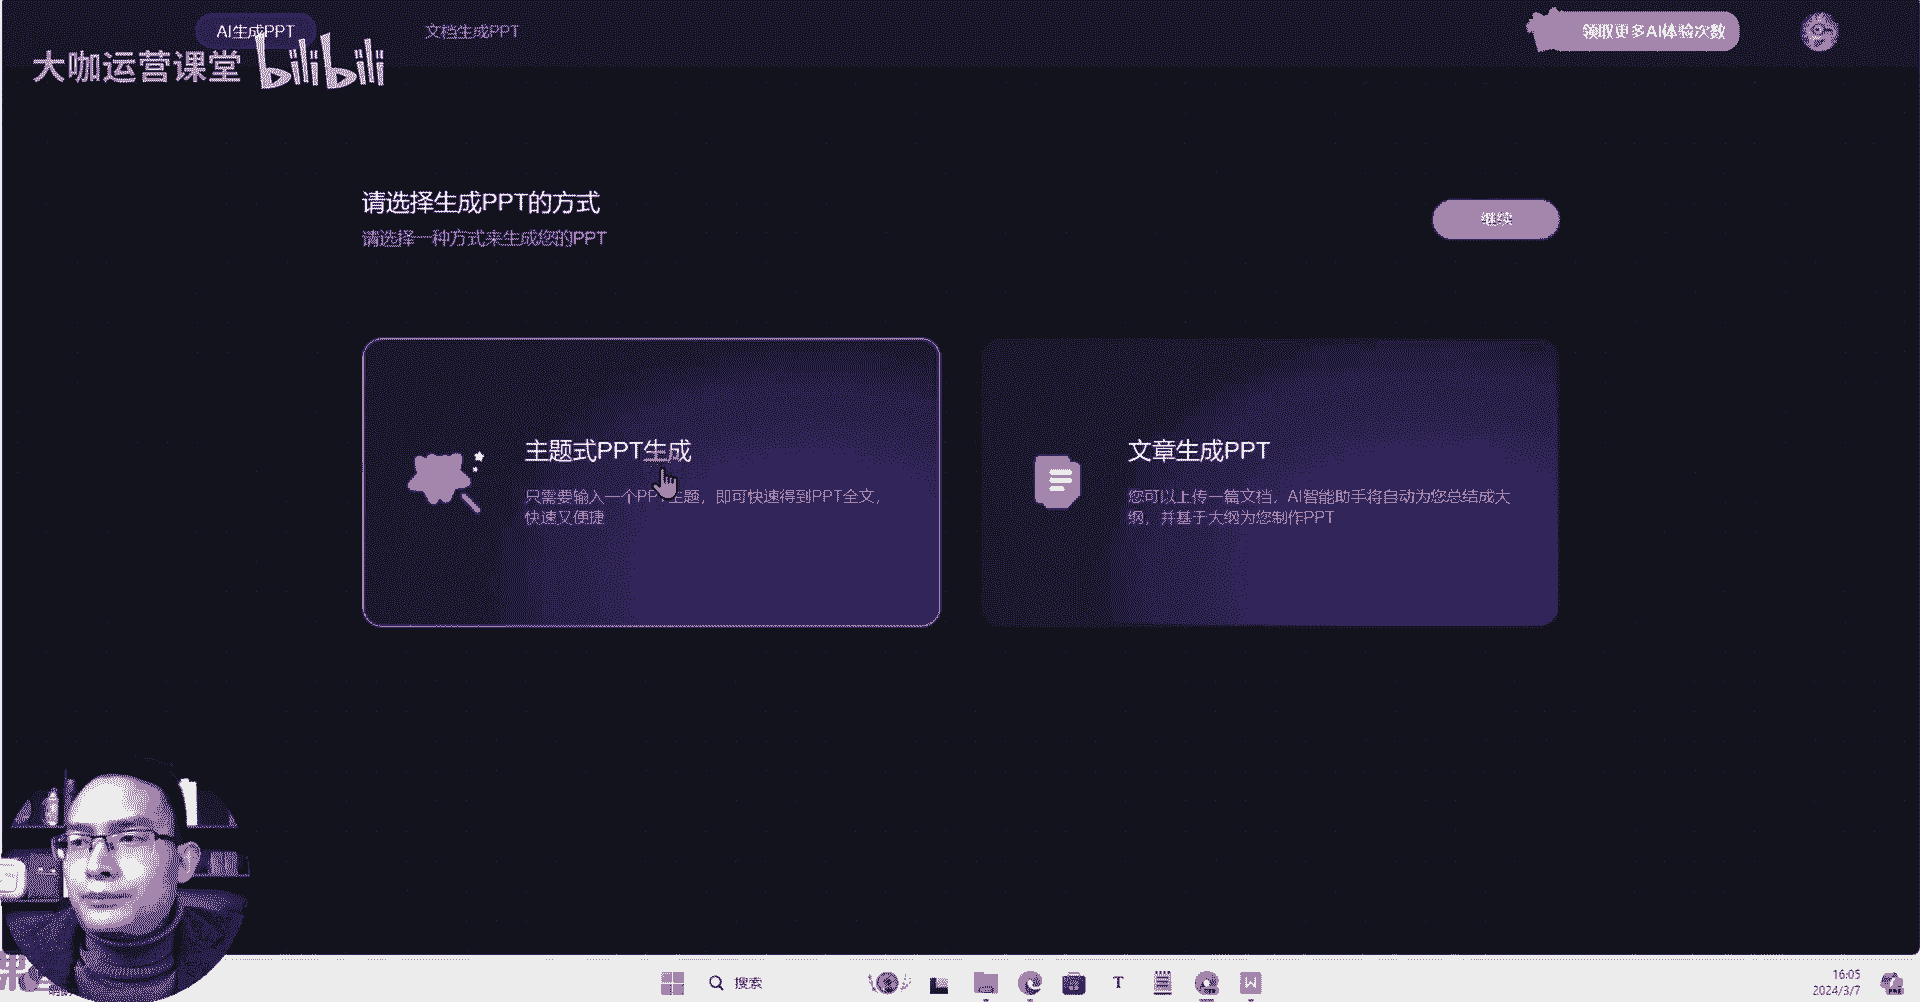 AI生成PPT
文档生成PPT
领取更多AI体验次数
大咖运营课堂 bilibili
请选择生成PPT的方式
请选择一种方式来生成您的PPT
继续
主题式PPT生成
只需要输入一个PPT主题，即可快速得到PPT全文，
快速又便捷
文章生成PPT
您可以上传一篇文档，AI智能助手将自动为您总结成大
纲，并基于大纲为您制作PPT
搜索
16:05
2024/3/7